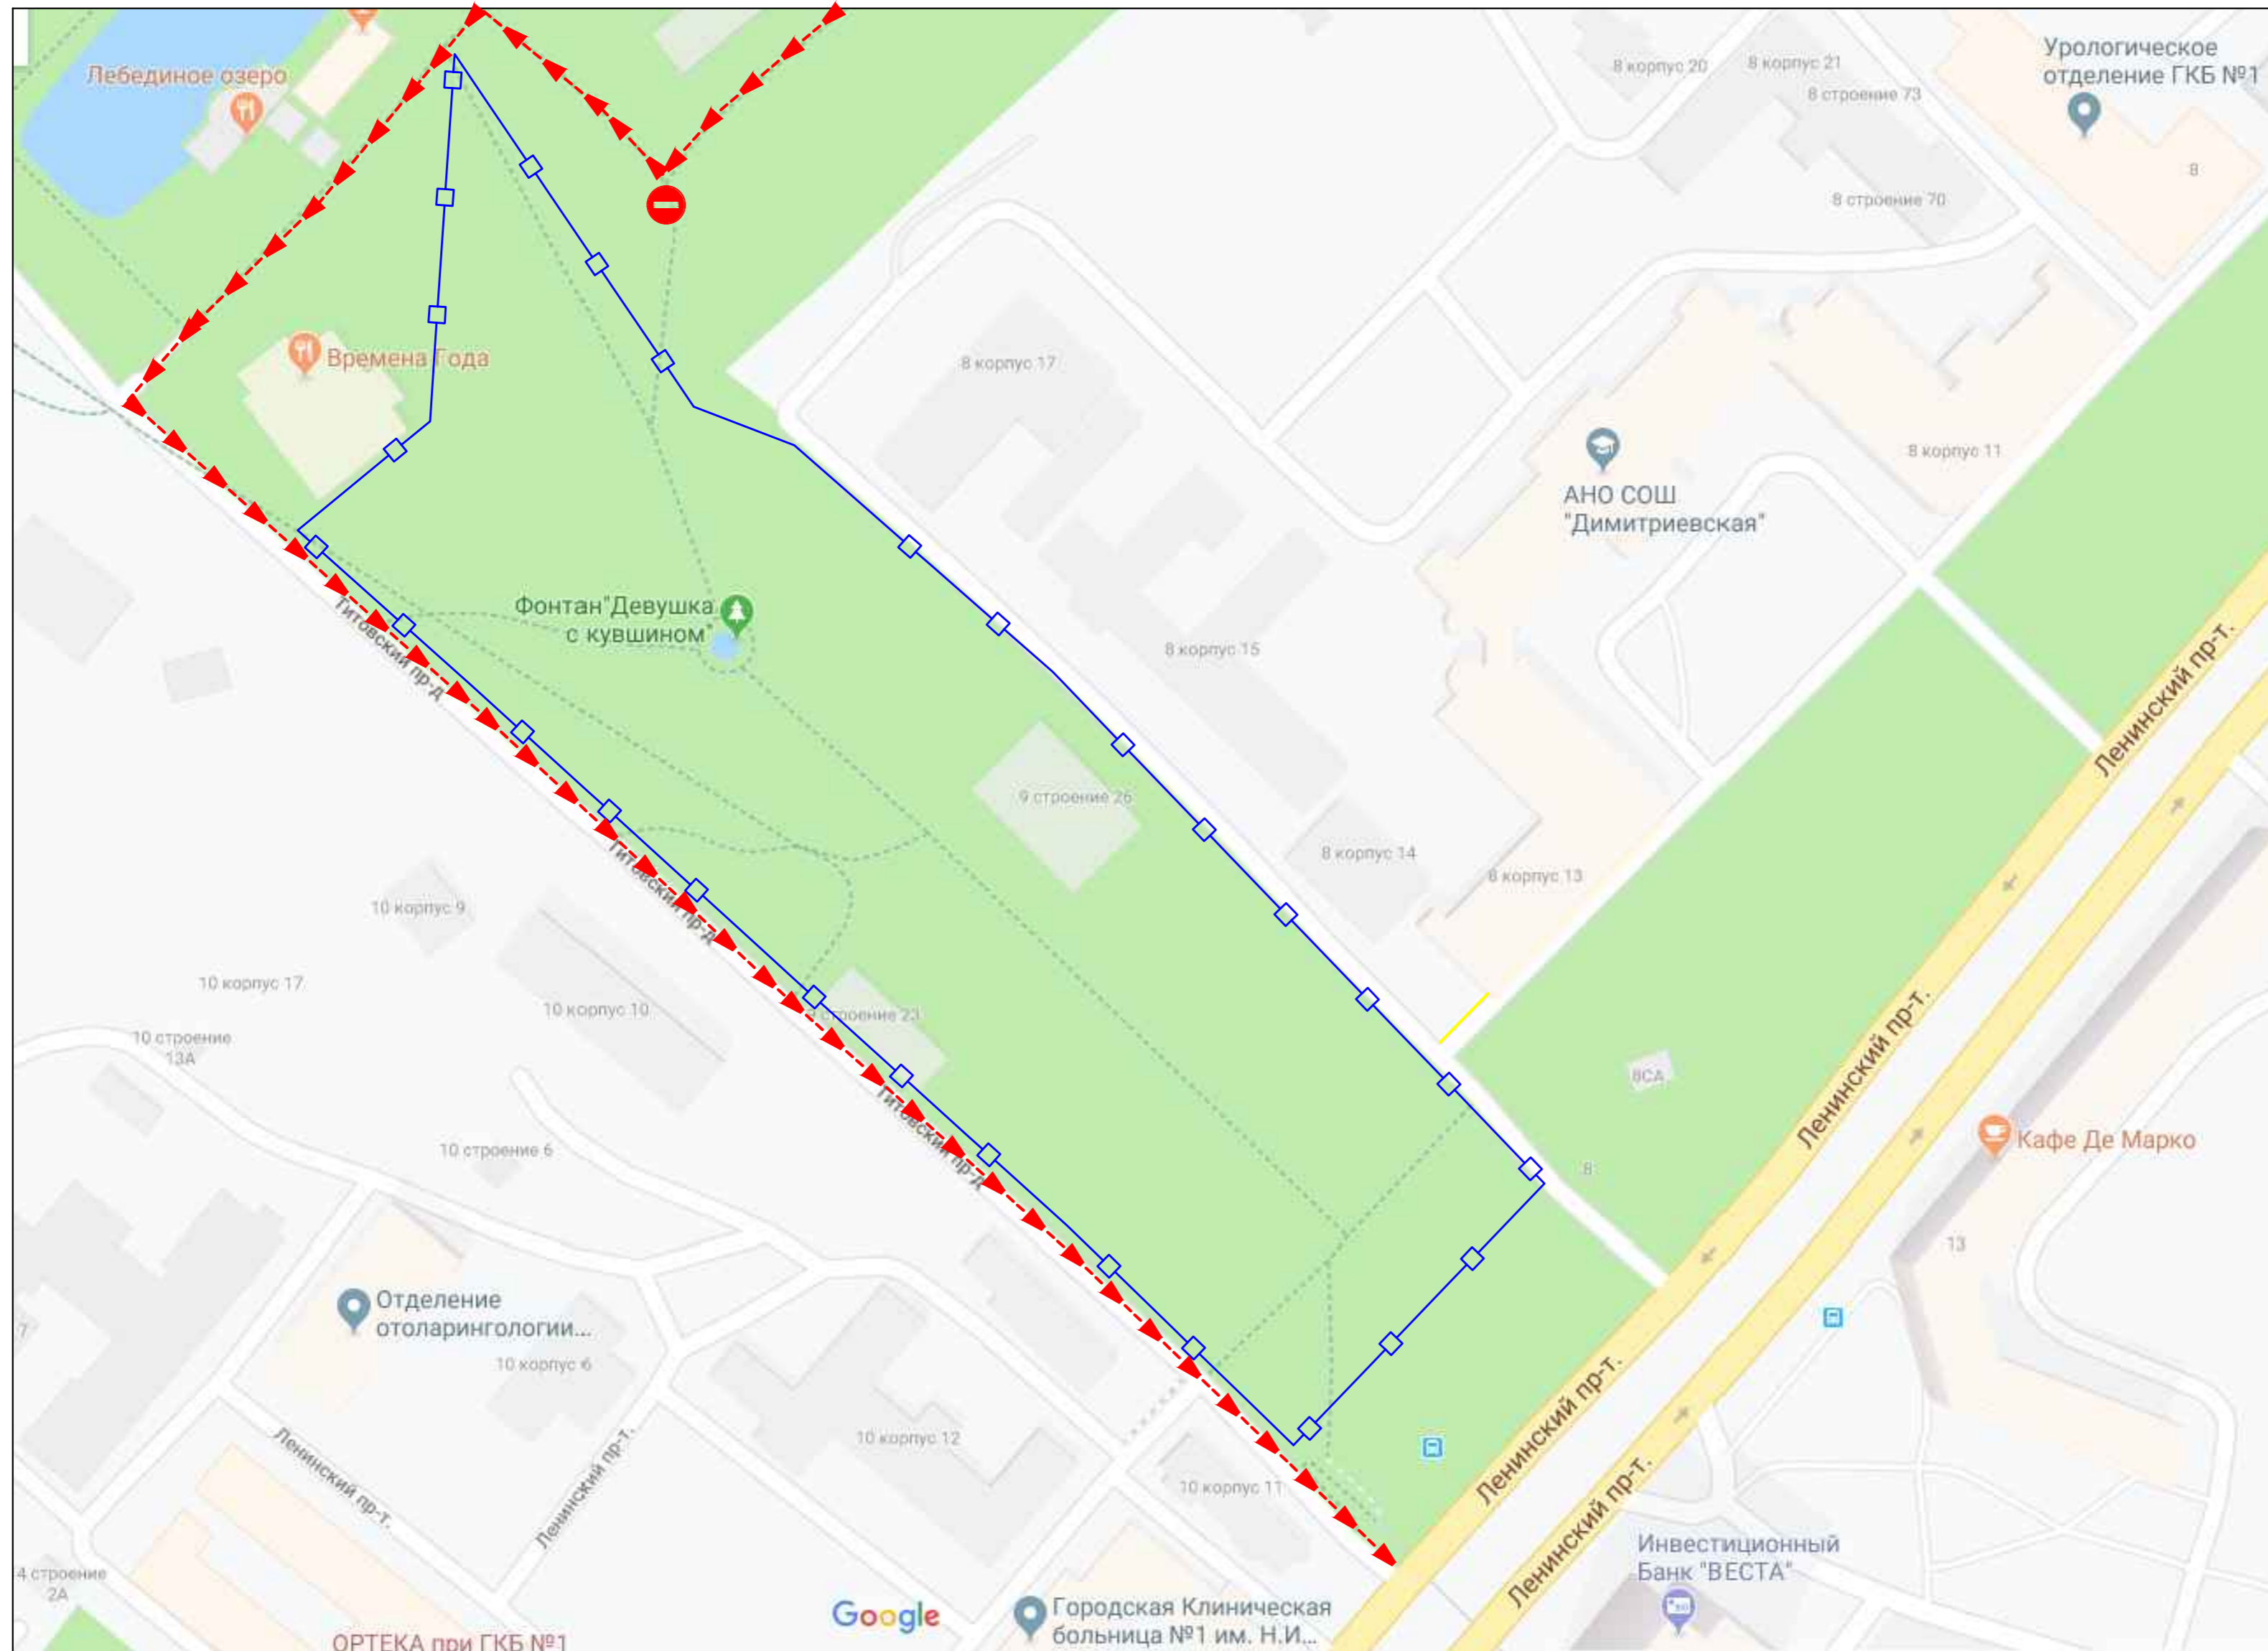 Урологическое
отделение ГКБ №1
8 корпус 20
8 корпус 21
8 строение 73
Лебединое озеро
8
8 строение 70
Времена Года
8 корпус 17
8 корпус 11
АНО СОШ
"Димитриевская"
Фонтан"Девушка
с кувшином"
Титовский пр-д
8 корпус 15
Ленинский пр-т.
9 строение 26
8 корпус 14
8 корпус 13
10 корпус 9
Титовский пр-д
10 корпус 17
10 корпус 10
9 строение 23
10 строение
13А
Ленинский пр-т.
8СА
Титовский пр-д
10 строение 6
Кафе Де Марко
8
13
Отделение
отоларингологии...
7
10 корпус 6
Ленинский пр-т.
10 корпус 12
Ленинский пр-т.
Ленинский пр-т.
10 корпус 11
Ленинский пр-т.
Инвестиционный
Банк "ВЕСТА"
4 строение
2А
Google
Городская Клиническая
больница №1 им. Н.И...
ОРТЕКА при ГКБ №1